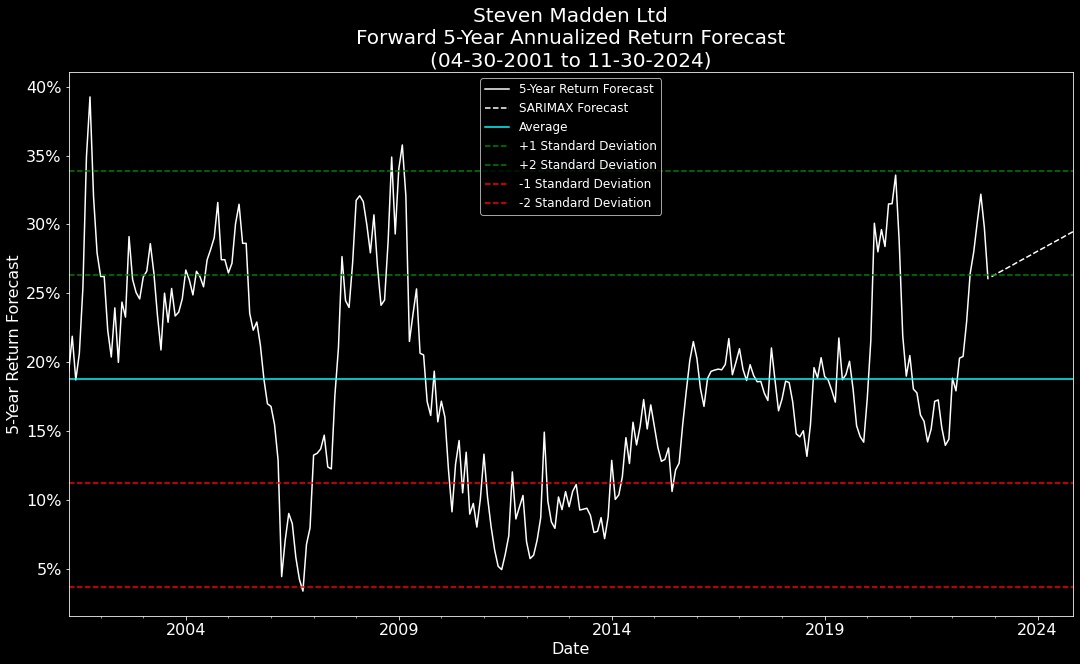 Steven Madden Ltd
Forward 5-Year Annualized Return Forecast
(04-30-2001 to 11-30-2024)
5-Year Return Forecast
SARIMAX Forecast
Average
+1 Standard Deviation
+2 Standard Deviation
-1 Standard Deviation
-2 Standard Deviation
5-Year Return Forecast
40%
35%
30%
25%
20%
15%
10%
5%
2004
2009
2014
2019
2024
Date